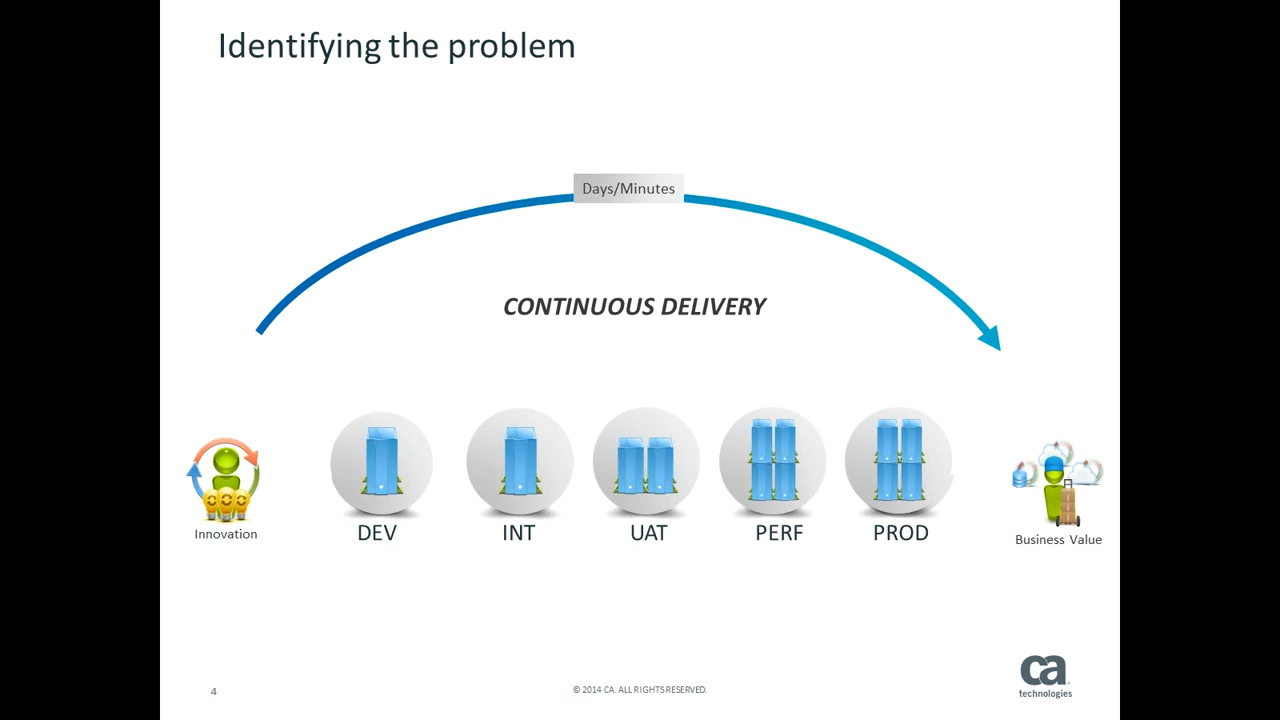 Identifying the problem
Days/Minutes
CONTINUOUS DELIVERY
Innovation
DEV
INT
UAT
PERF
PROD
Business Value
4
© 2014 CA. ALL RIGHTS RESERVED.
ca
technologies